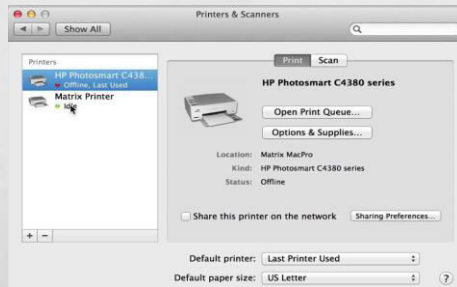 Printers & Scanners
Show All
Printers
HP Photosmart C438...
Offline, Last Used
Matrix Printer
Idle
Print Scan
HP Photosmart C4380 series
Open Print Queue...
Options & Supplies...
Location: Matrix MacPro
Kind: HP Photosmart C4380 series
Status: Offline
Share this printer on the network Sharing Preferences...
+ −
Default printer: Last Printer Used
Default paper size: US Letter ?